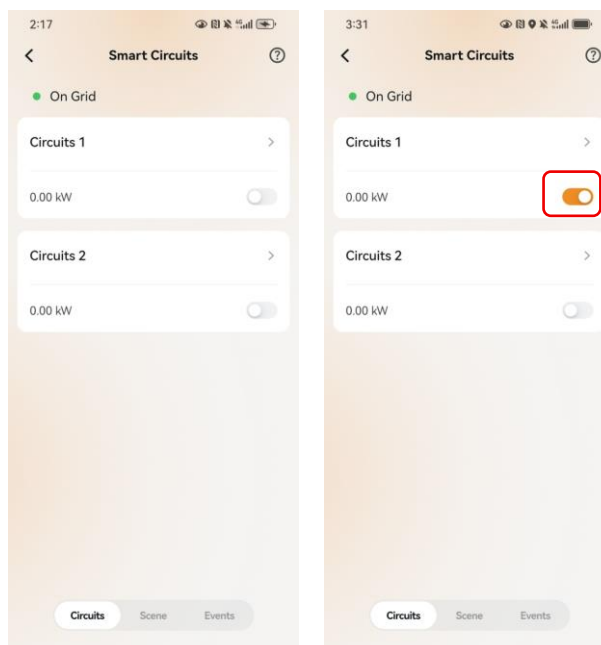 2:17
Smart Circuits
?
On Grid
Circuits 1
0.00 kW
Circuits 2
0.00 kW
Circuits Scene Events
3:31
Smart Circuits
?
On Grid
Circuits 1
0.00 kW
Circuits 2
0.00 kW
Circuits Scene Events